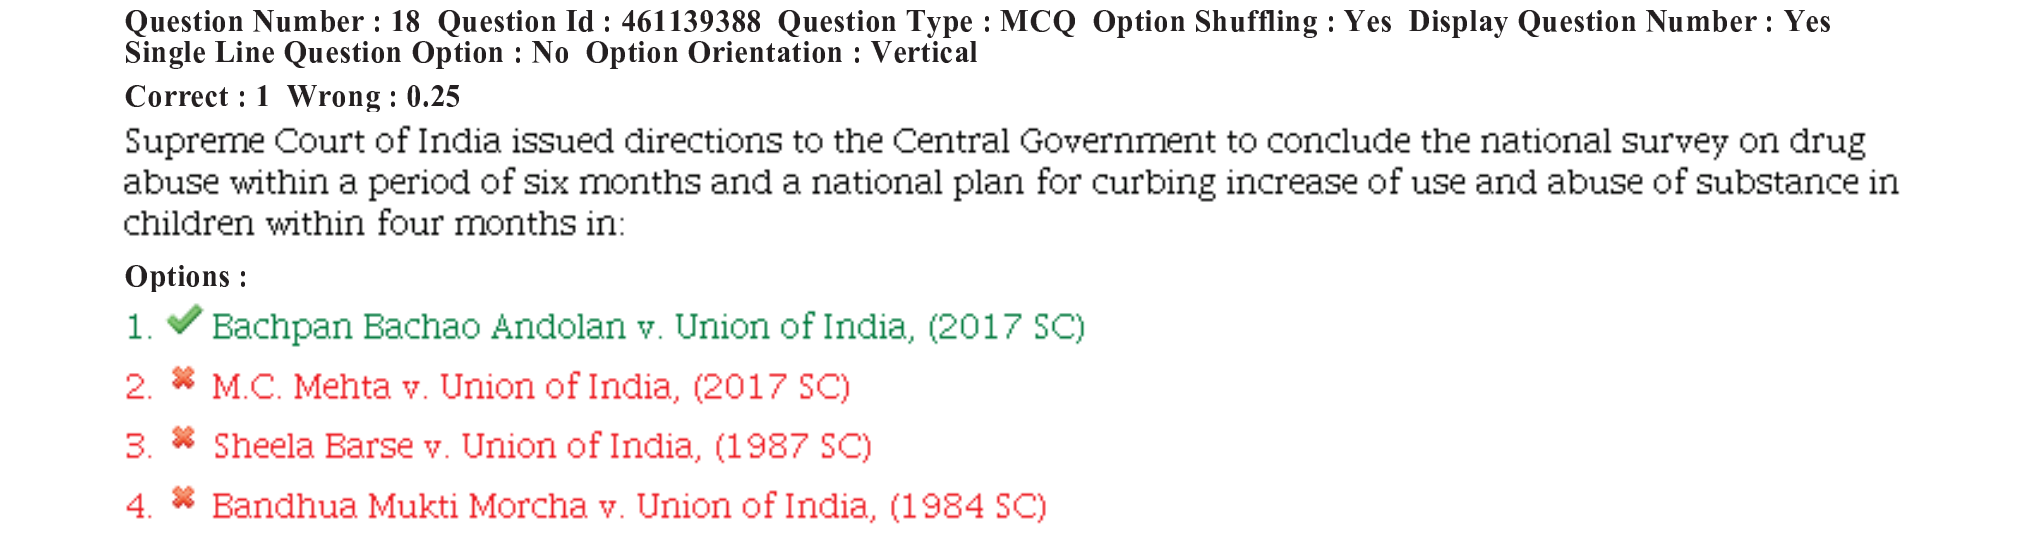 Question Number : 18 Question Id : 461139388 Question Type : MCQ Option Shuffling : Yes Display Question Number : Yes
Single Line Question Option : No Option Orientation : Vertical
Correct : 1 Wrong : 0.25
Supreme Court of India issued directions to the Central Government to conclude the national survey on drug
abuse within a period of six months and a national plan for curbing increase of use and abuse of substance in
children within four months in:
Options :
1. Bachpan Bachao Andolan v. Union of India, (2017 SC)
2. M.C. Mehta v. Union of India, (2017 SC)
3. Sheela Barse v. Union of India, (1987 SC)
4. Bandhua Mukti Morcha v. Union of India, (1984 SC)